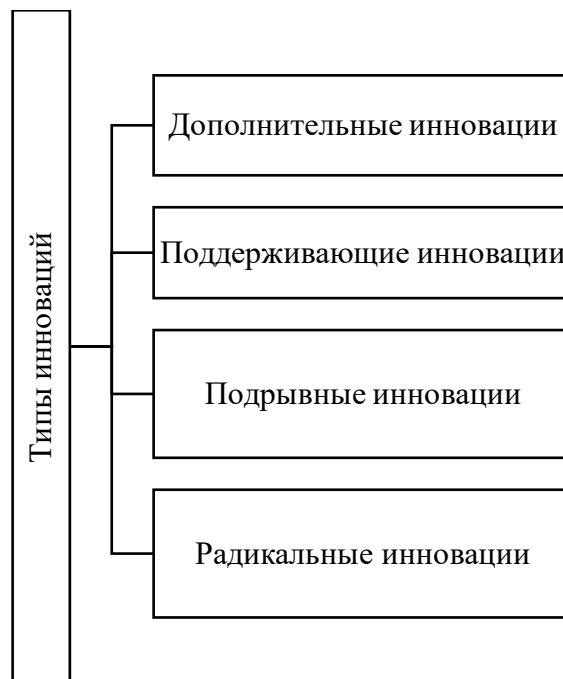 Типы инноваций
Дополнительные инновации
Поддерживающие инновации
Подрывные инновации
Радикальные инновации